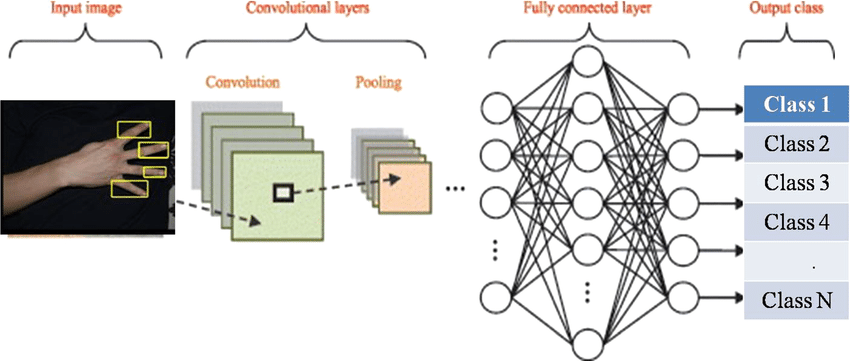 Input image
Convolutional layers
Fully connected layer
Output class
Convolution
Pooling
...
Class 1
Class 2
Class 3
Class 4
.
Class N